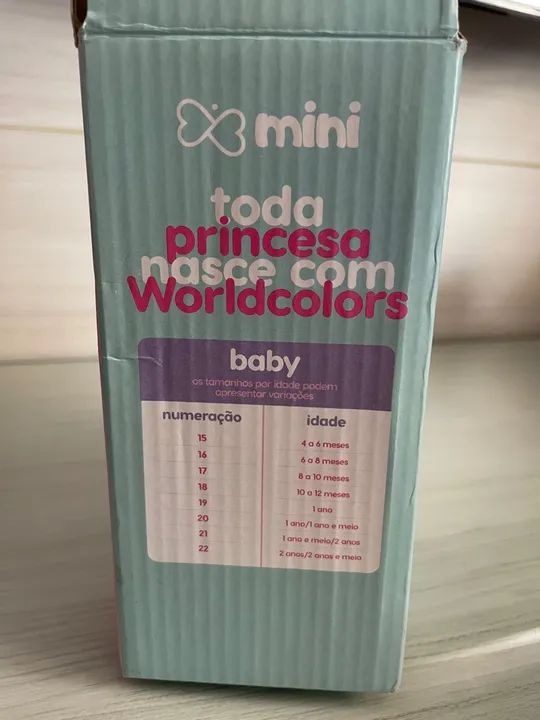 mini
toda
princesa
nasce com
Worldcolors
baby
os tamanhos por idade podem
apresentar variações
numeração idade
15 4 a 6 meses
16 6 a 8 meses
17 8 a 10 meses
18 10 a 12 meses
19 1 ano
20 1 ano/1 ano e meio
21 1 ano e meio/2 anos
22 2 anos/2 anos e meio